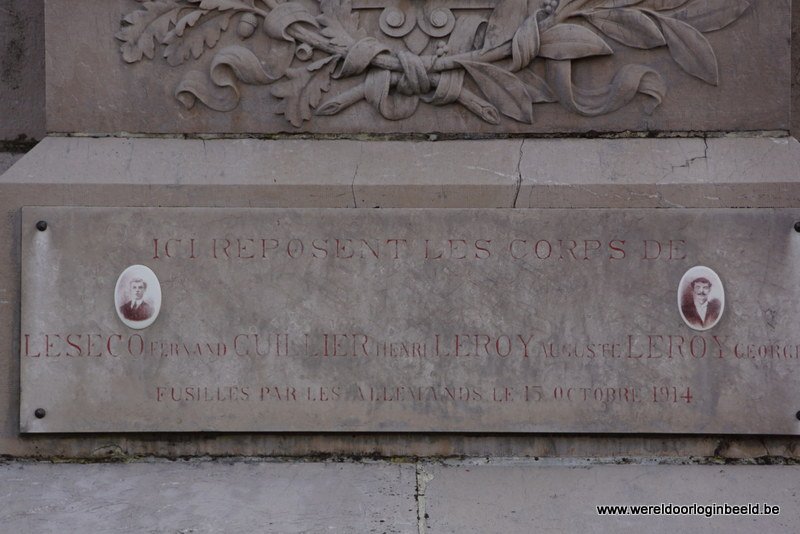 ICI REPOSENT LES CORPS DE
LESECQ FERNAND GUILLIER HENRI LEROY AUGUSTE LEROY GEORGE
FUSILLÉS PAR LES ALLEMANDS LE 15 OCTOBRE 1914
www.wereldoorloginbeeld.be